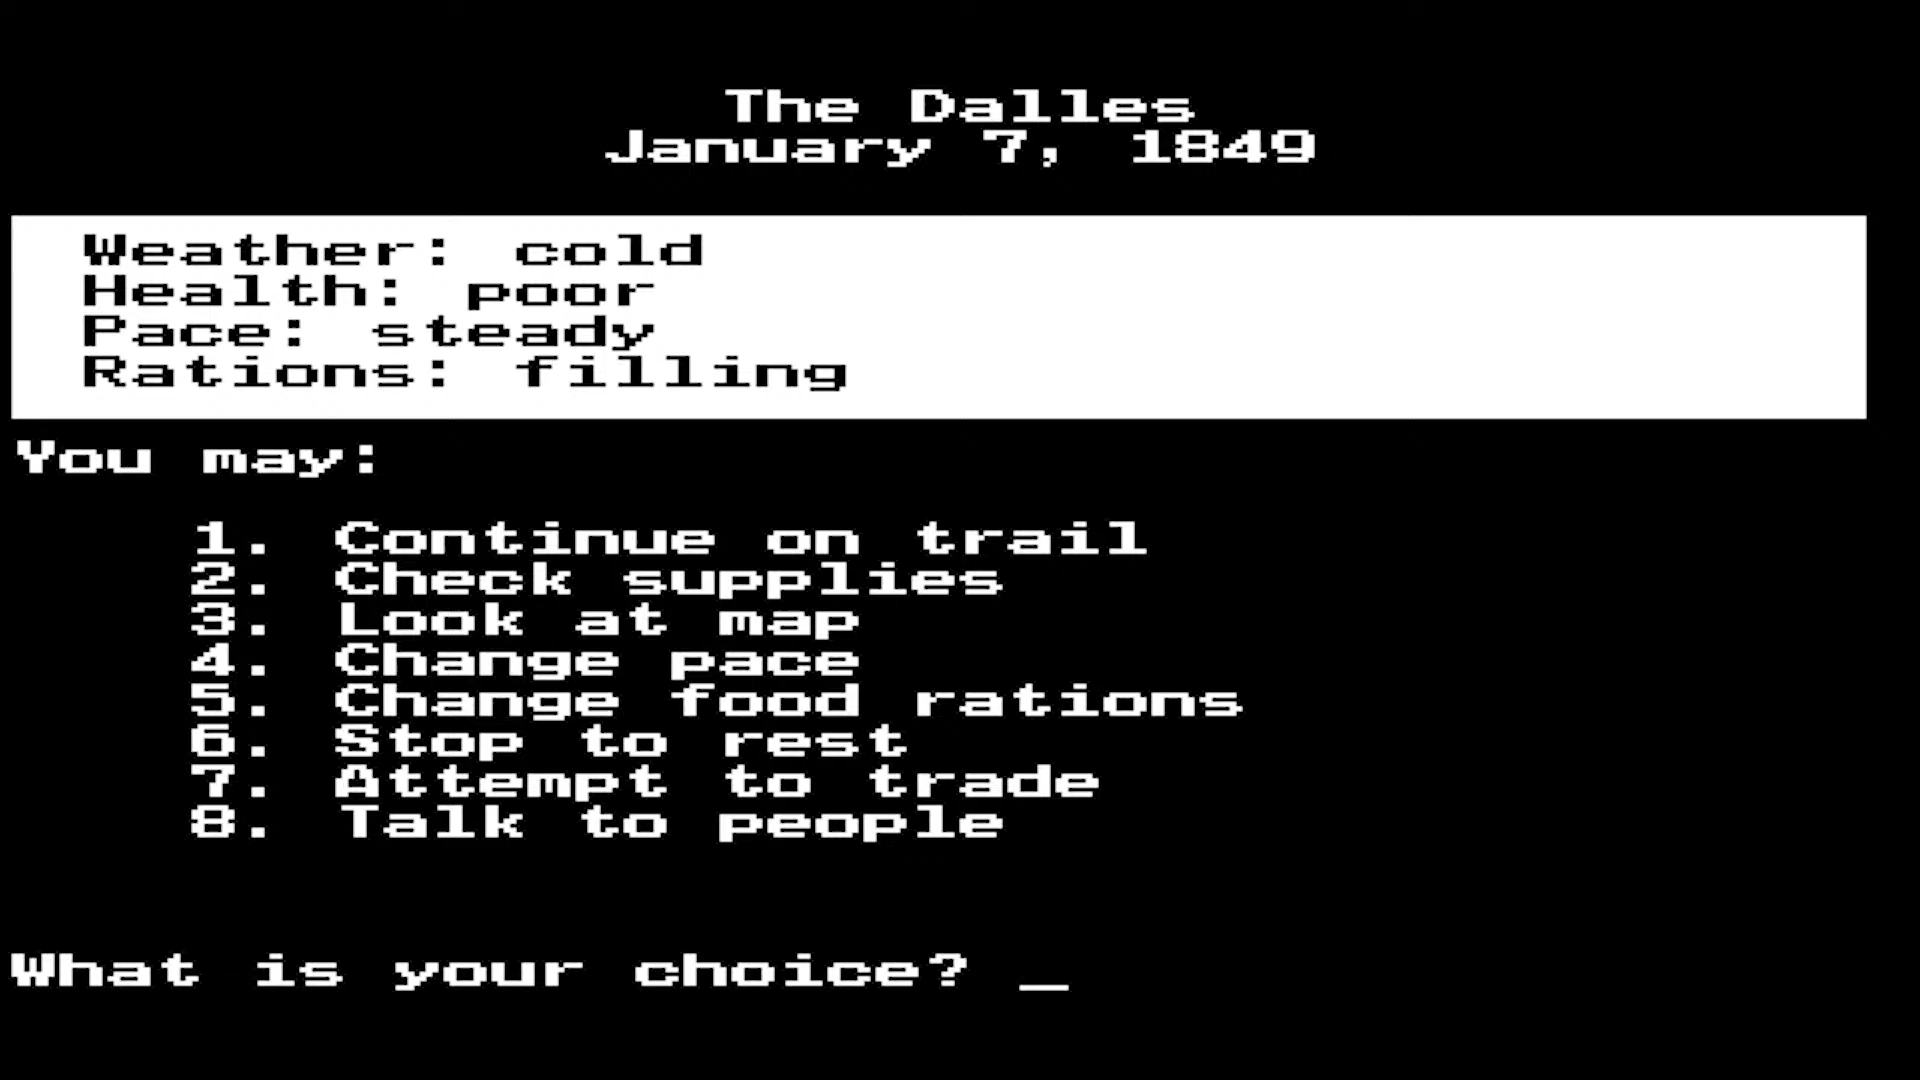 The Dalles
January 7, 1849
Weather: cold
Health: poor
Pace: steady
Rations: filling
You may:
1. Continue on trail
2. Check supplies
3. Look at map
4. Change pace
5. Change food rations
6. Stop to rest
7. Attempt to trade
8. Talk to people
What is your choice? _